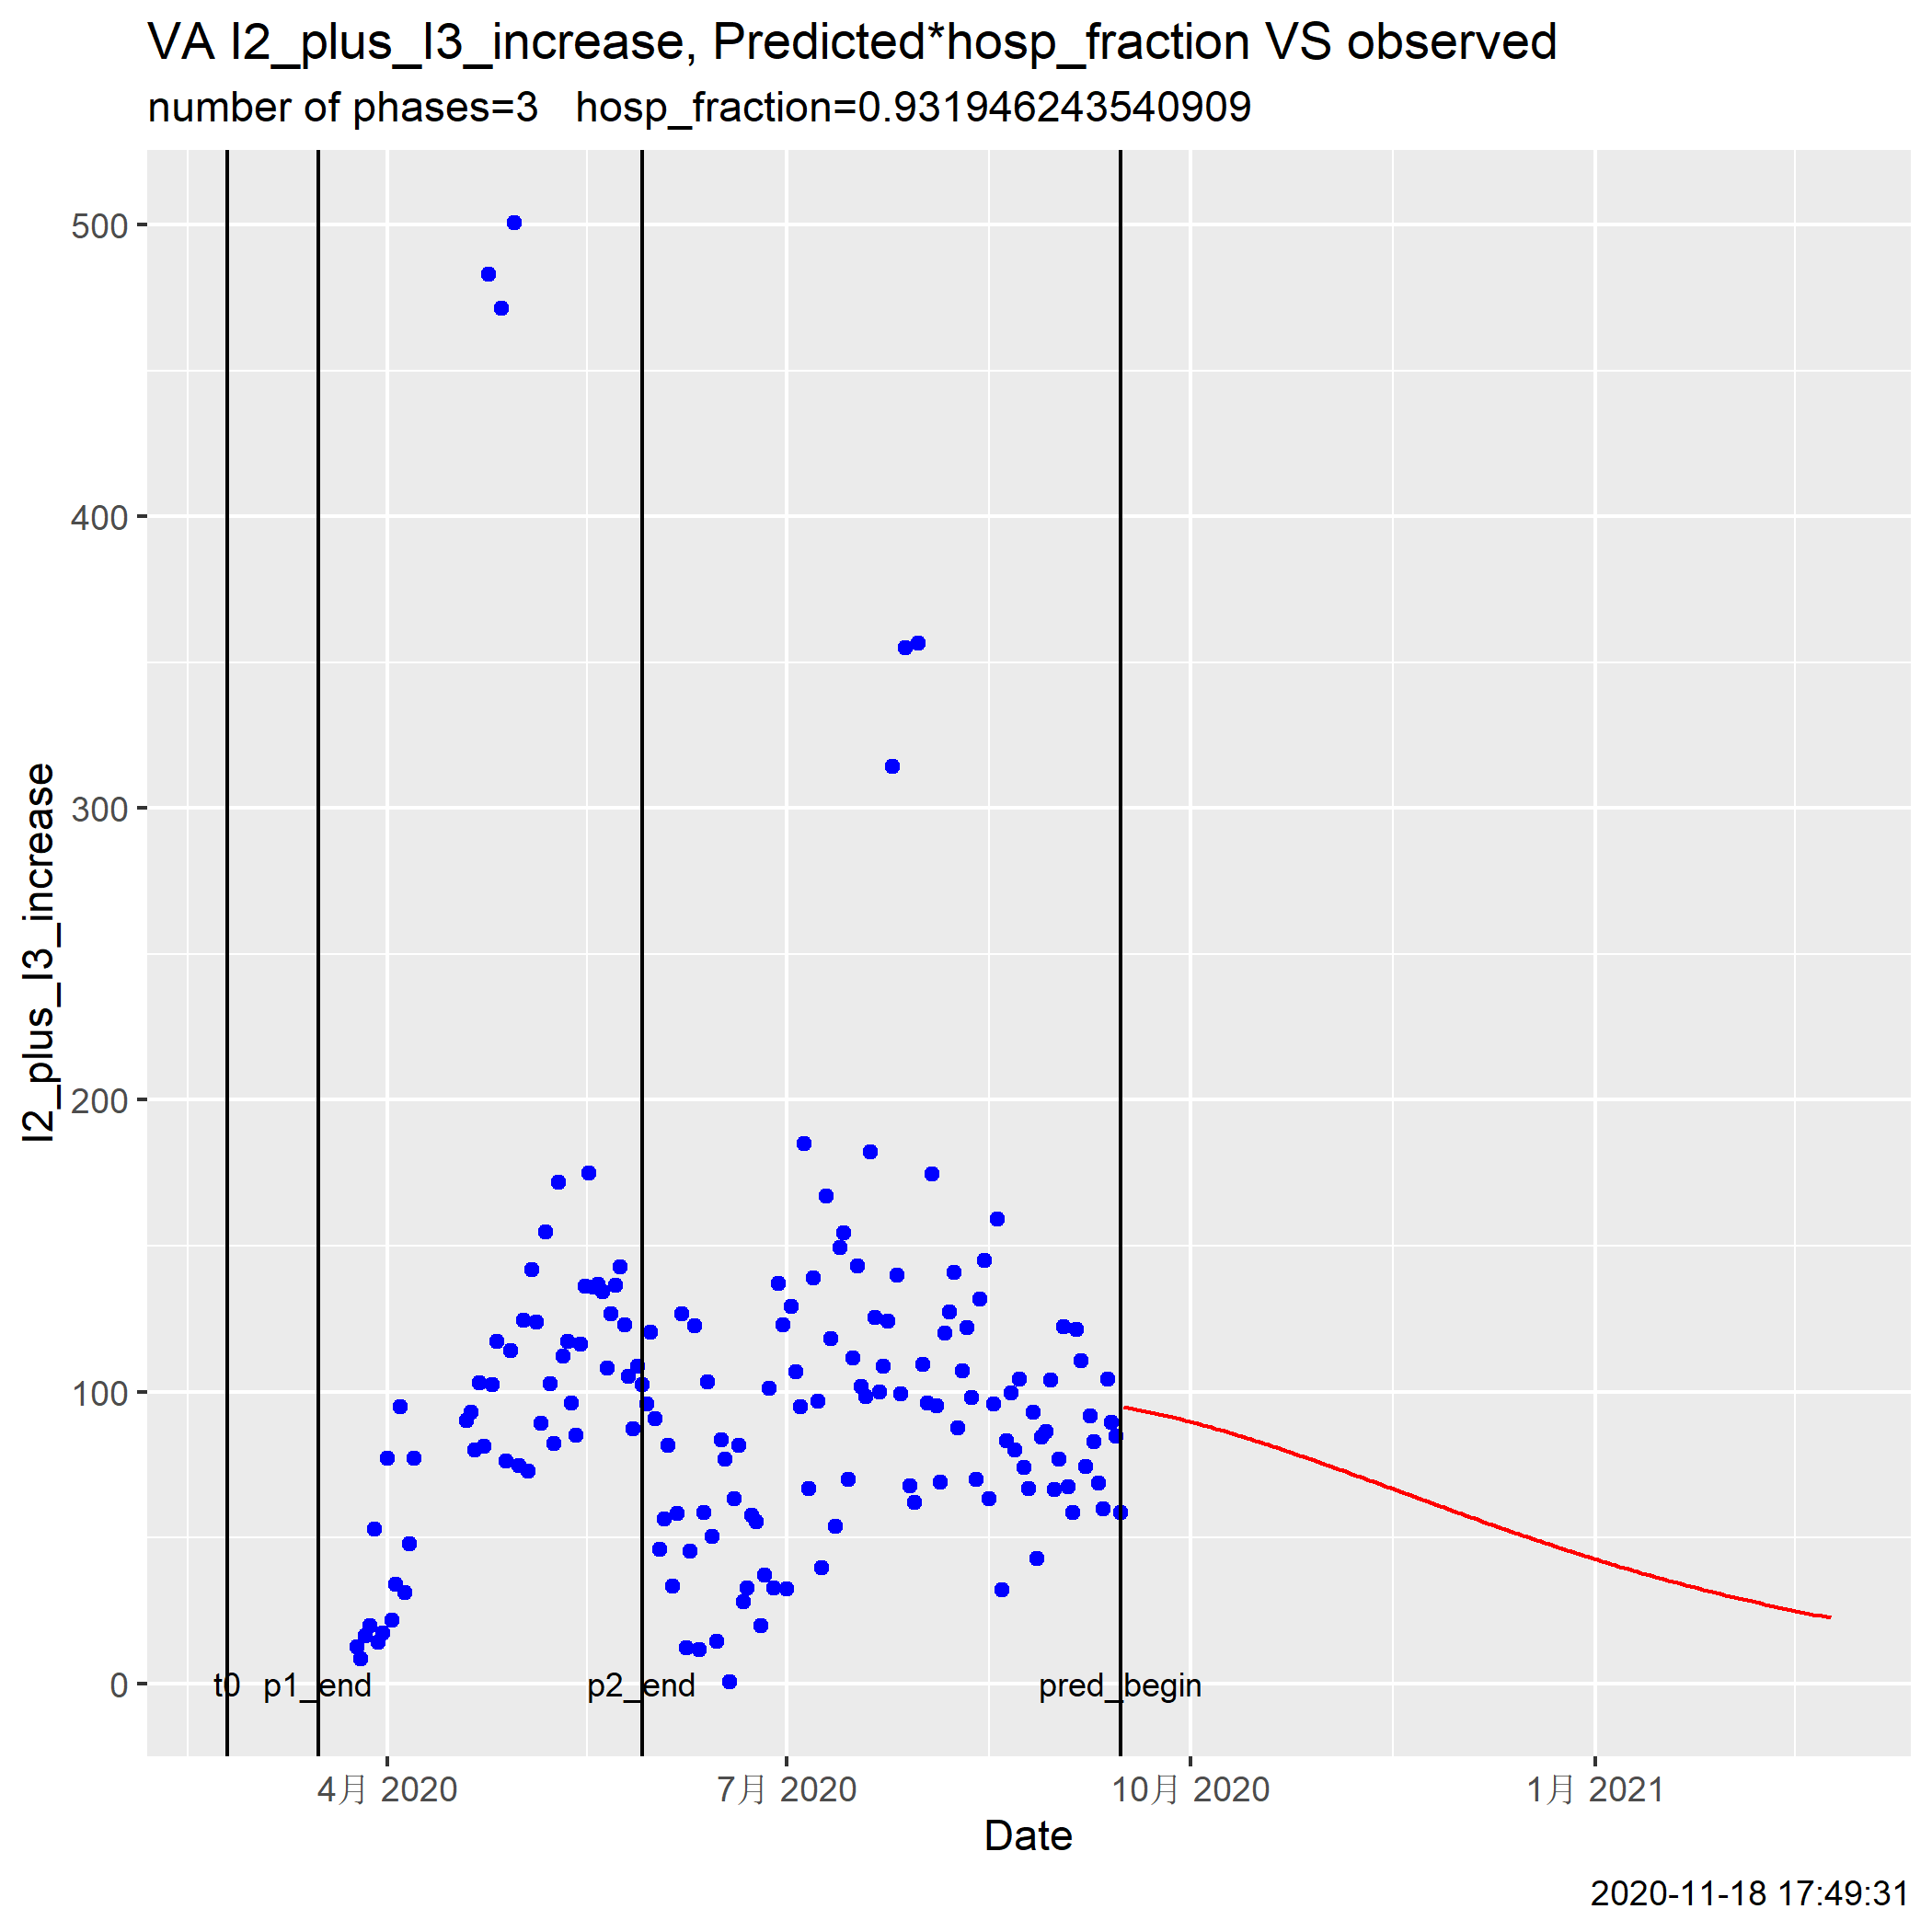 VA I2_plus_I3_increase, Predicted*hosp_fraction VS observed
number of phases=3 hosp_fraction=0.931946243540909
I2_plus_I3_increase
500
400
300
200
100
0
t0 p1_end p2_end pred_begin
4月 2020 7月 2020 10月 2020 1月 2021
Date
2020-11-18 17:49:31